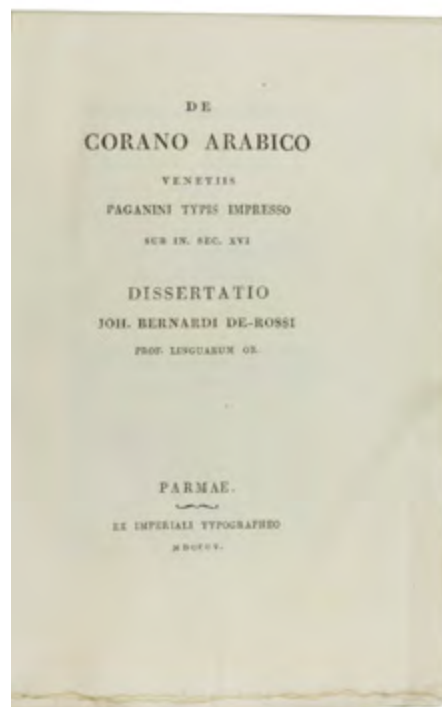 DE
CORANO ARABICO
VENETIIS
PAGANINI TYPIS IMPRESSO
SUB IN. SEC. XVI
DISSERTATIO
JOH. BERNARDI DE-ROSSI
PROF. LINGUARUM OR.
PARMAE.
EX IMPERIALI TYPOGRAPHEO